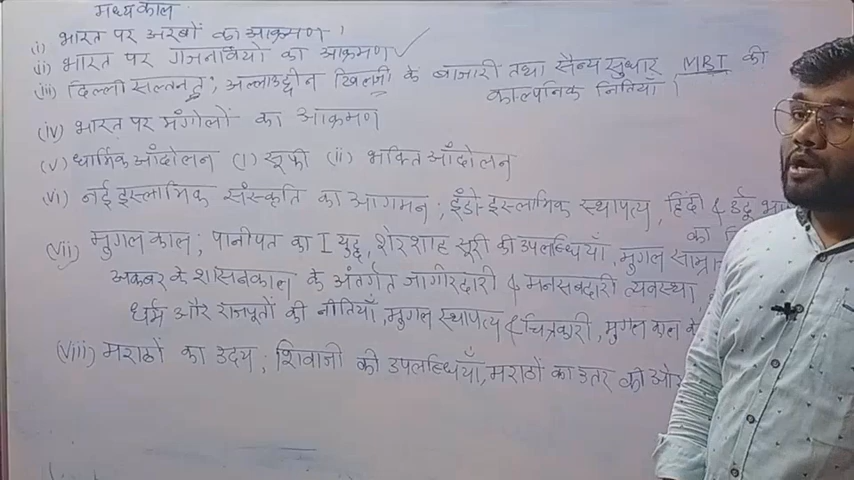 मध्यकाल
(i) भारत पर अरबों का आक्रमण।
(ii) भारत पर गजनवियों का आक्रमण ✓
(iii) दिल्ली सल्तनत; अल्लाउद्दीन खिलजी के बाजारी तथा सैन्य सुधार, MBT की
काल्पनिक नितियाँ।
(iv) भारत पर मंगोलों का आक्रमण
(v) धार्मिक आँदोलन (i) सूफी (ii) भक्ति आँदोलन
(vi) नई इस्लामिक संस्कृति का आगमन; इंडो-इस्लामिक स्थापत्य, हिंदी & उर्दू
का
(vii) मुगल काल; पानीपत का I युद्ध, शेरशाह सूरी की उपलब्धियाँ, मुगल
अकबर के शासनकाल के अंतर्गत जागीरदारी & मनसबदारी व्यवस्था
धर्म और राजपूतों की नीतियाँ, मुगल स्थापत्य & चित्रकारी, मुगल काल के
(viii) मराठों का उदय; शिवाजी की उपलब्धियाँ, मराठों का उतर की और